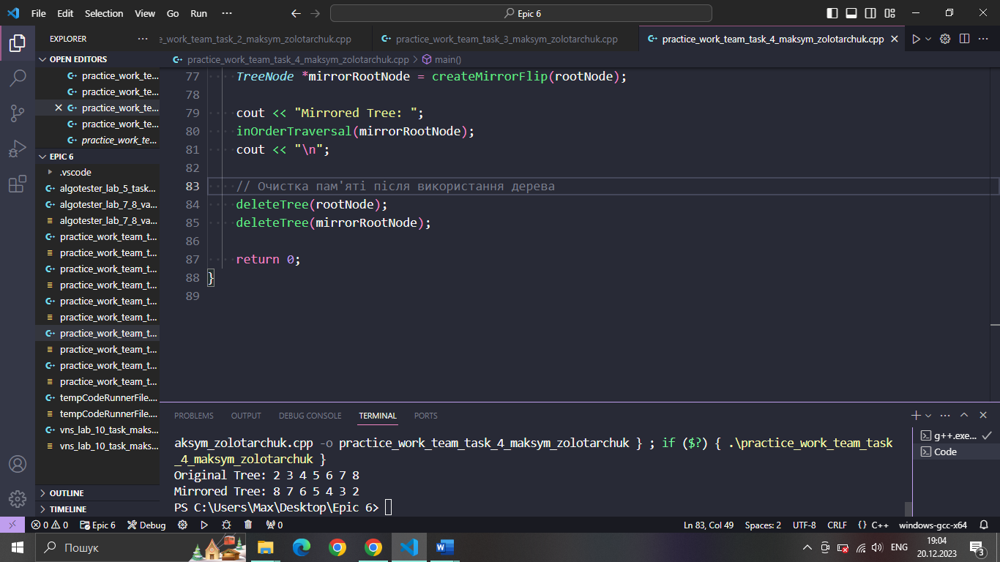 File Edit Selection View Go Run ··· Epic 6
EXPLORER ···
e_work_team_task_2_maksym_zolotarchuk.cpp practice_work_team_task_3_maksym_zolotarchuk.cpp practice_work_team_task_4_maksym_zolotarchuk.cpp
OPEN EDITORS
practice_work_te...
practice_work_te...
practice_work_te...
practice_work_te...
practice_work_te...
EPIC 6
.vscode
algotester_lab_5_task...
algotester_lab_7_8_va...
algotester_lab_7_8_va...
practice_work_team_t...
practice_work_team_t...
practice_work_team_t...
practice_work_team_t...
practice_work_team_t...
practice_work_team_t...
practice_work_team_t...
practice_work_team_t...
practice_work_team_t...
practice_work_team_t...
tempCodeRunnerFile....
tempCodeRunnerFile....
vns_lab_10_task_maks...
vns_lab_10_task_maks...
OUTLINE
TIMELINE
practice_work_team_task_4_maksym_zolotarchuk.cpp > main()
77 TreeNode *mirrorRootNode = createMirrorFlip(rootNode);
78
79 cout << "Mirrored Tree: ";
80 inOrderTraversal(mirrorRootNode);
81 cout << "\n";
82
83 // Очистка пам'яті після використання дерева
84 deleteTree(rootNode);
85 deleteTree(mirrorRootNode);
86
87 return 0;
88 }
89
PROBLEMS OUTPUT DEBUG CONSOLE TERMINAL PORTS
aksym_zolotarchuk.cpp -o practice_work_team_task_4_maksym_zolotarchuk } ; if ($?) { .\practice_work_team_task
_4_maksym_zolotarchuk }
Original Tree: 2 3 4 5 6 7 8
Mirrored Tree: 8 7 6 5 4 3 2
PS C:\Users\Max\Desktop\Epic 6>
g++.exe...
Code
0 0 Epic 6 Debug 0 Ln 83, Col 49 Spaces: 2 UTF-8 CRLF {} C++ windows-gcc-x64
Пошук ENG 19:04
20.12.2023 3